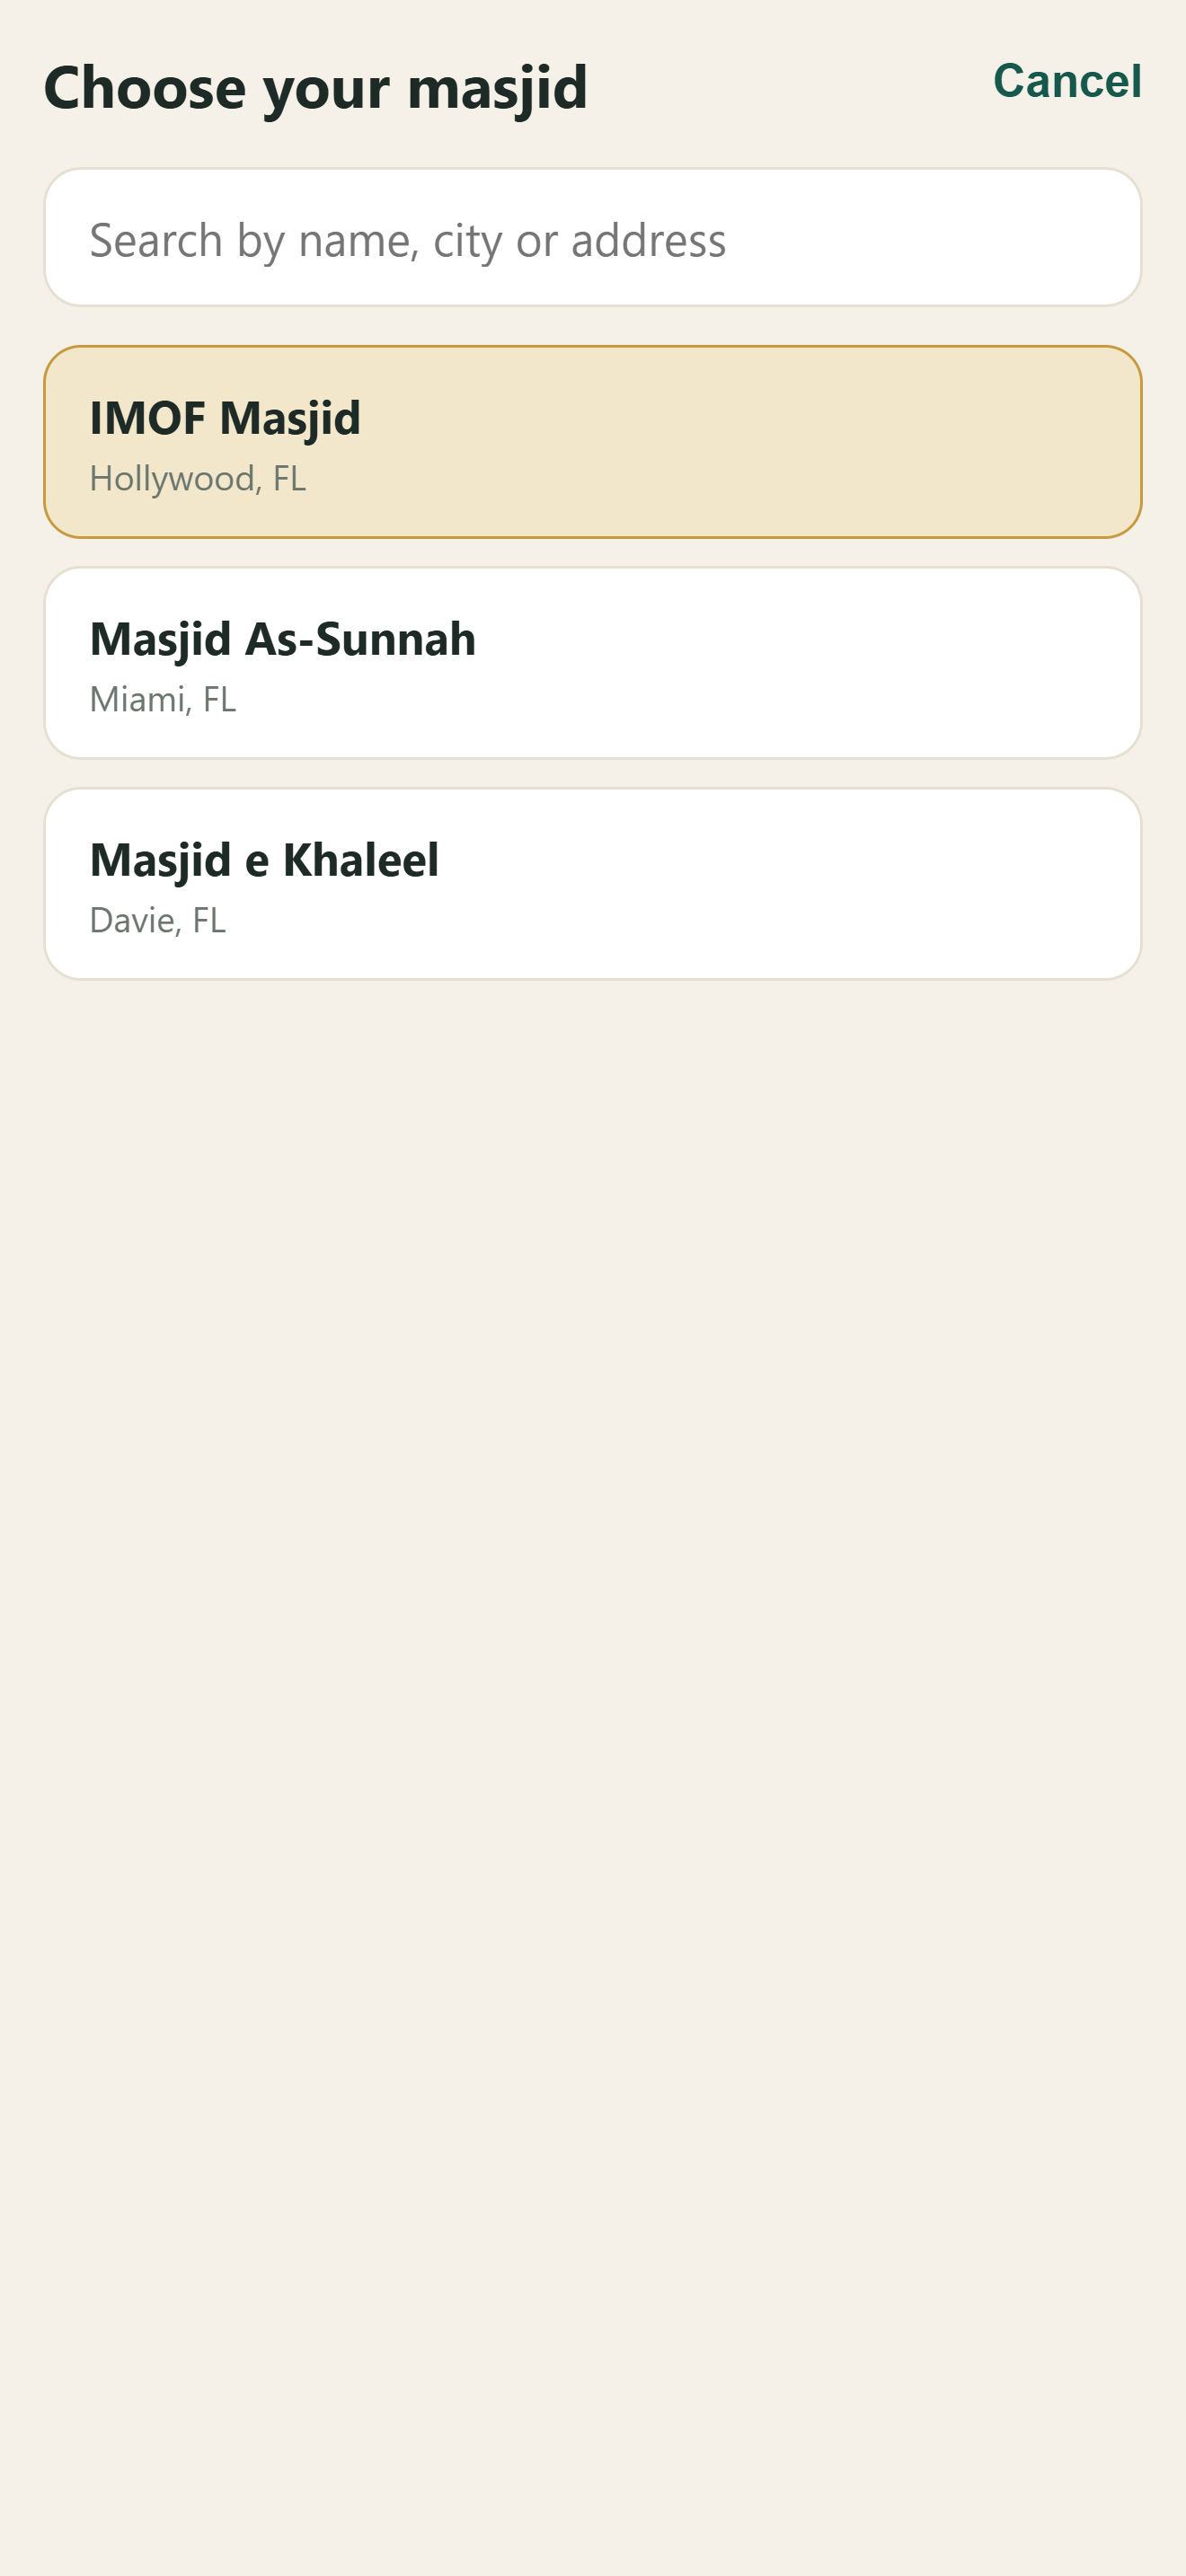 Choose your masjid
Cancel
Search by name, city or address
IMOF Masjid
Hollywood, FL
Masjid As-Sunnah
Miami, FL
Masjid e Khaleel
Davie, FL